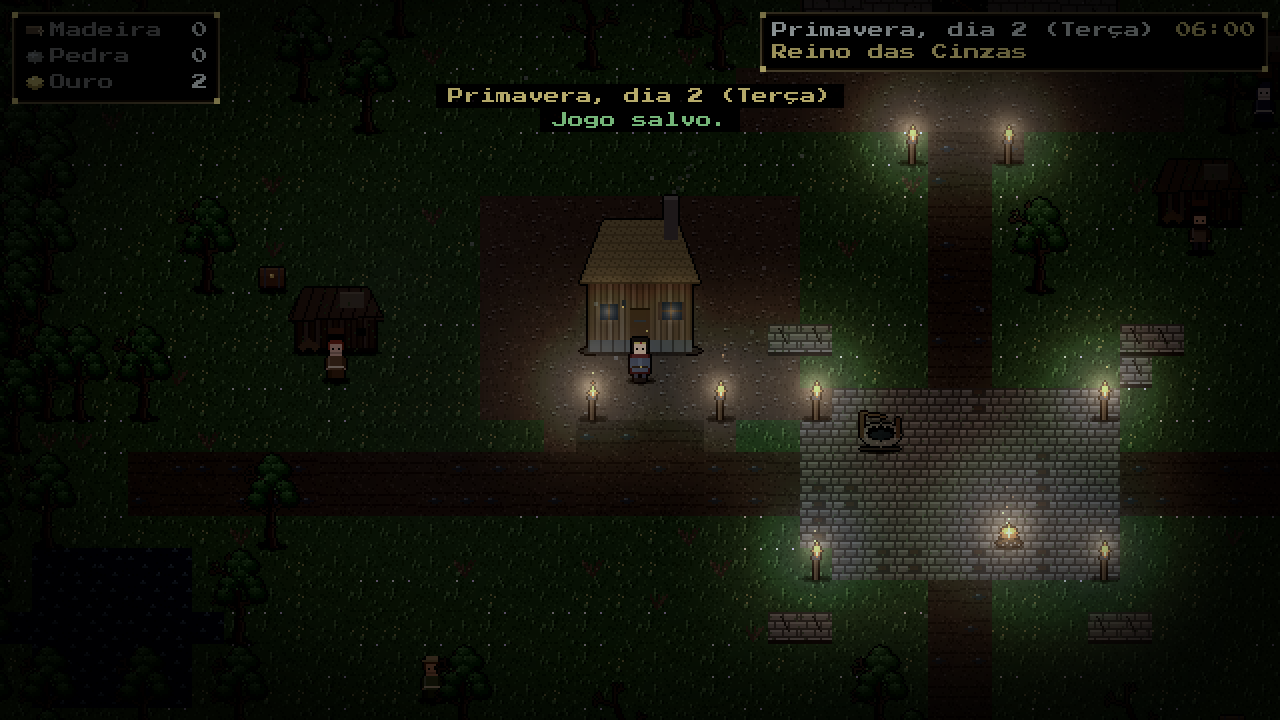 Madeira 0
Pedra 0
Ouro 2
Primavera, dia 2 (Terça) 06:00
Reino das Cinzas
Primavera, dia 2 (Terça)
Jogo salvo.